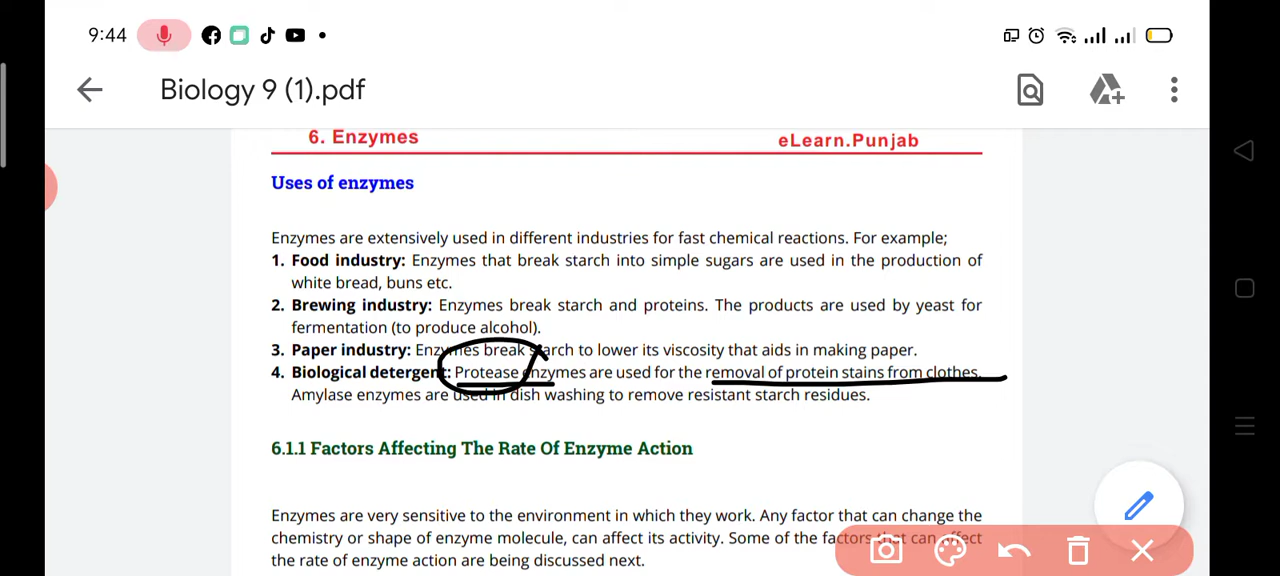 9:44
Biology 9 (1).pdf
6. Enzymes
eLearn.Punjab
Uses of enzymes
Enzymes are extensively used in different industries for fast chemical reactions. For example;
1. Food industry: Enzymes that break starch into simple sugars are used in the production of
white bread, buns etc.
2. Brewing industry: Enzymes break starch and proteins. The products are used by yeast for
fermentation (to produce alcohol).
3. Paper industry: Enzymes break starch to lower its viscosity that aids in making paper.
4. Biological detergent: Protease enzymes are used for the removal of protein stains from clothes.
Amylase enzymes are used in dish washing to remove resistant starch residues.
6.1.1 Factors Affecting The Rate Of Enzyme Action
Enzymes are very sensitive to the environment in which they work. Any factor that can change the
chemistry or shape of enzyme molecule, can affect its activity. Some of the factors that can affect
the rate of enzyme action are being discussed next.